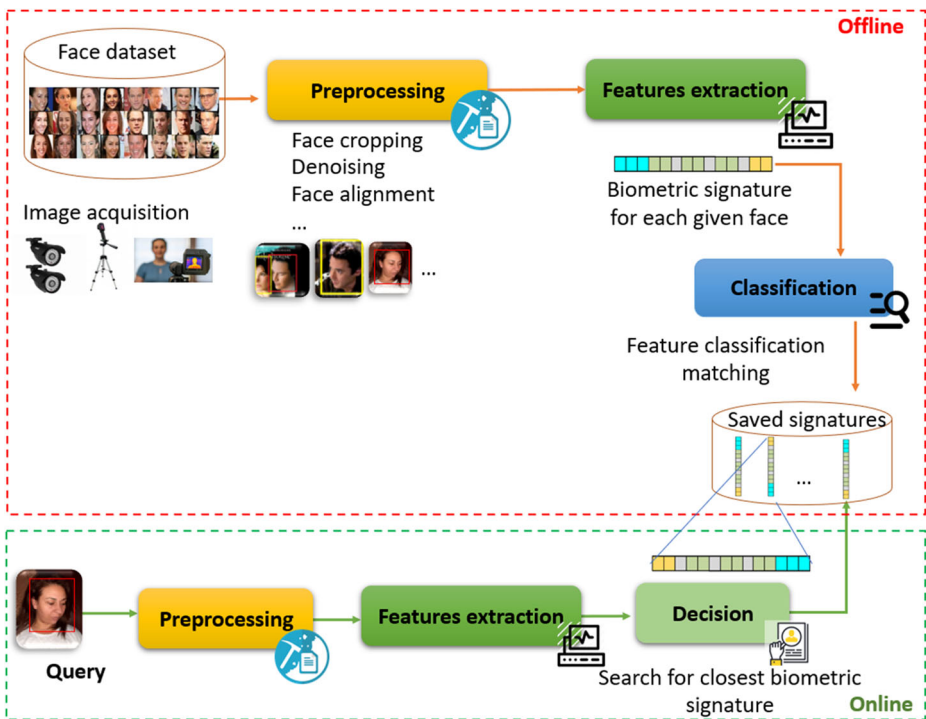 Offline
Face dataset
Preprocessing
Features extraction
Face cropping
Denoising
Face alignment
...
...
Image acquisition
Biometric signature
for each given face
Classification
Feature classification
matching
Saved signatures
...
Query
Preprocessing
Features extraction
Decision
Search for closest biometric
signature
Online